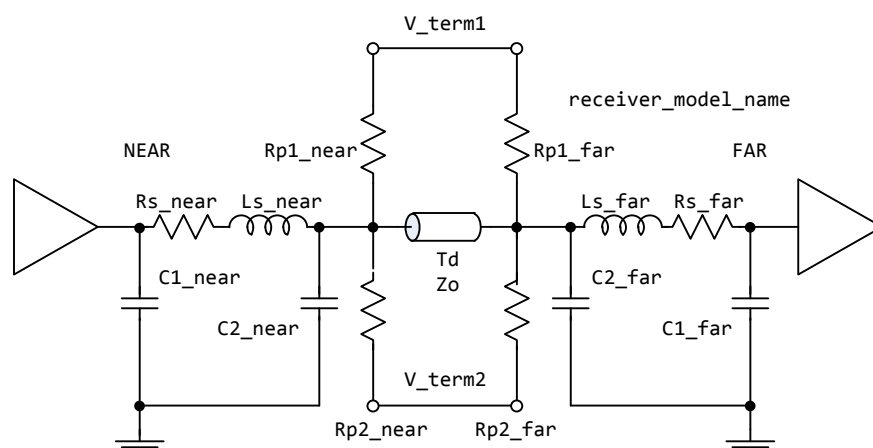 V_term1
receiver_model_name
NEAR
Rp1_near
Rp1_far
FAR
Rs_near
Ls_near
Ls_far
Rs_far
Td
Zo
C1_near
C2_far
C2_near
C1_far
V_term2
Rp2_near
Rp2_far